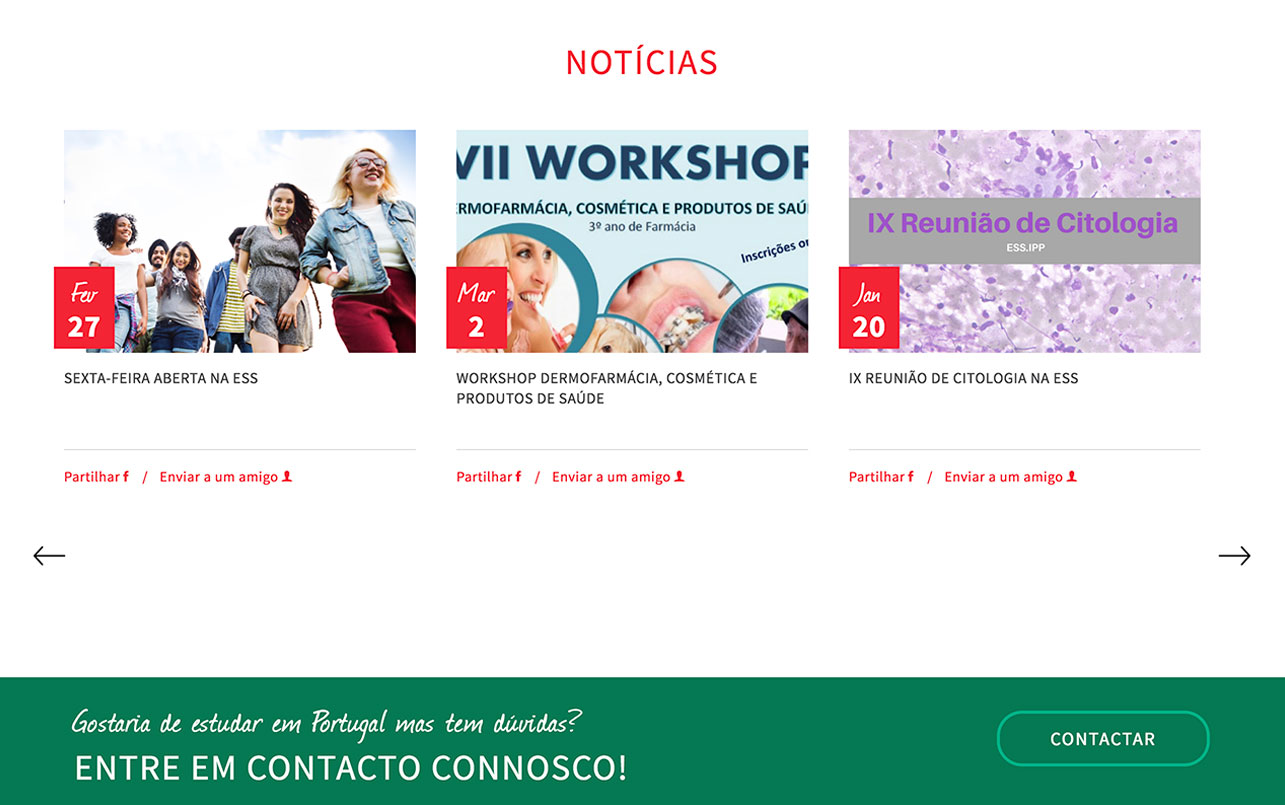 NOTÍCIAS
VII WORKSHOP
DERMOFARMÁCIA, COSMÉTICA E PRODUTOS DE SAÚ
3º ano de Farmácia
Inscrições on
IX Reunião de Citologia
ESS.IPP
Fev
27
Mar
2
Jan
20
SEXTA-FEIRA ABERTA NA ESS
WORKSHOP DERMOFARMÁCIA, COSMÉTICA E
PRODUTOS DE SAÚDE
IX REUNIÃO DE CITOLOGIA NA ESS
Partilhar f / Enviar a um amigo
Partilhar f / Enviar a um amigo
Partilhar f / Enviar a um amigo
Gostaria de estudar em Portugal mas tem dúvidas?
ENTRE EM CONTACTO CONNOSCO!
CONTACTAR